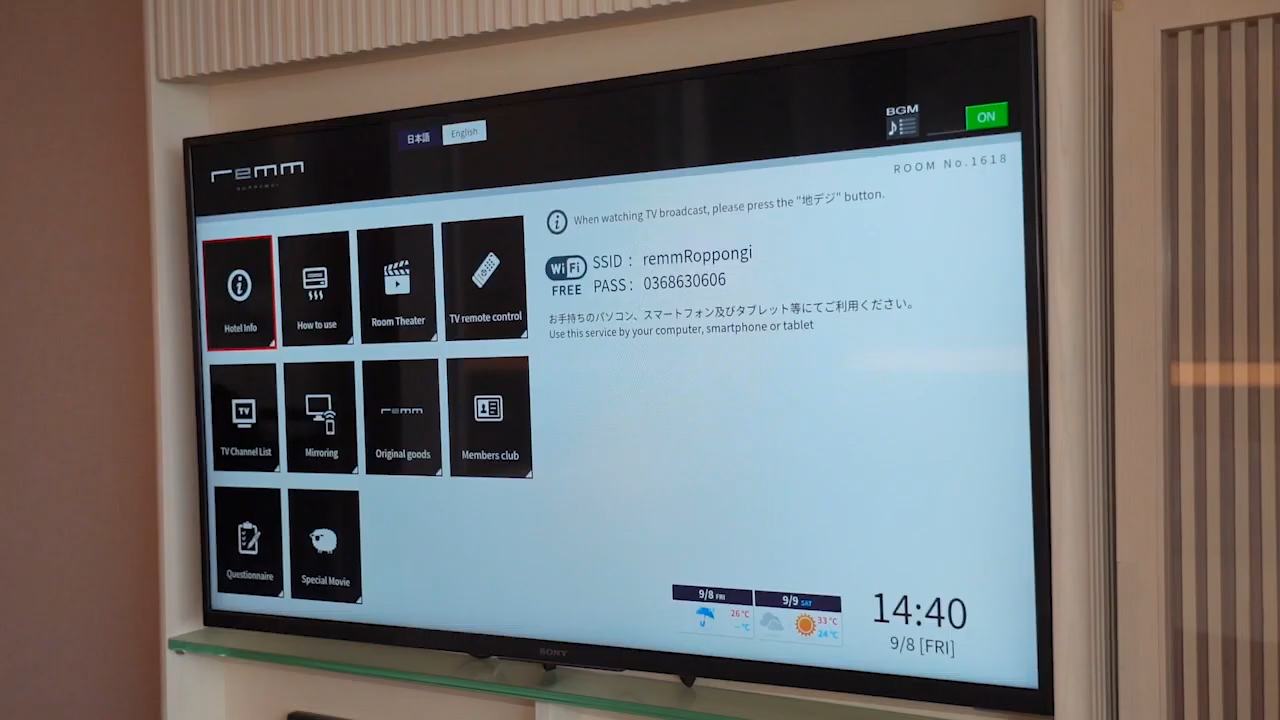 日本語 English
BGM
ON
remm
ROPPONGI
ROOM No.1618
When watching TV broadcast, please press the "地デジ" button.
WiFi
FREE
SSID : remmRoppongi
PASS : 0368630606
お手持ちのパソコン、スマートフォン及びタブレット等にてご利用ください。
Use this service by your computer, smartphone or tablet
Hotel Info
How to use
Room Theater
TV remote control
TV
TV Channel List
Mirroring
remm
Original goods
Members club
Questionnaire
Special Movie
9/8 FRI
26℃
-℃
9/9 SAT
33℃
24℃
14:40
9/8 [FRI]
SONY